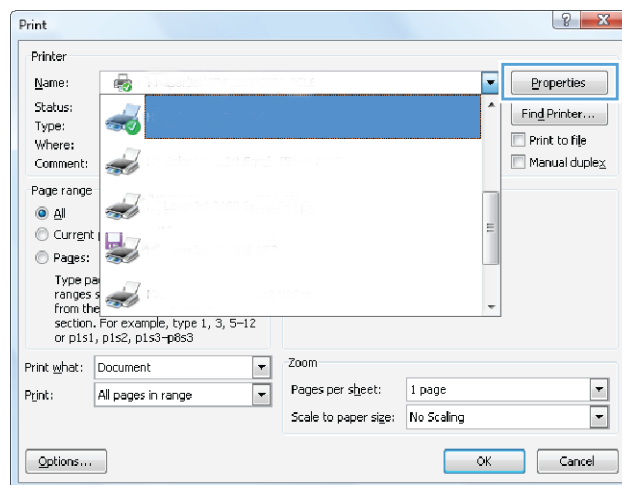 Print
Printer
Name:
Properties
Status:
Find Printer...
Type:
Print to file
Where:
Manual duplex
Comment:
Page range
All
Current
Pages:
Type pa
ranges s
from the
section. For example, type 1, 3, 5–12
or p1s1, p1s2, p1s3–p8s3
Print what: Document
Print: All pages in range
Zoom
Pages per sheet: 1 page
Scale to paper size: No Scaling
Options...
OK
Cancel